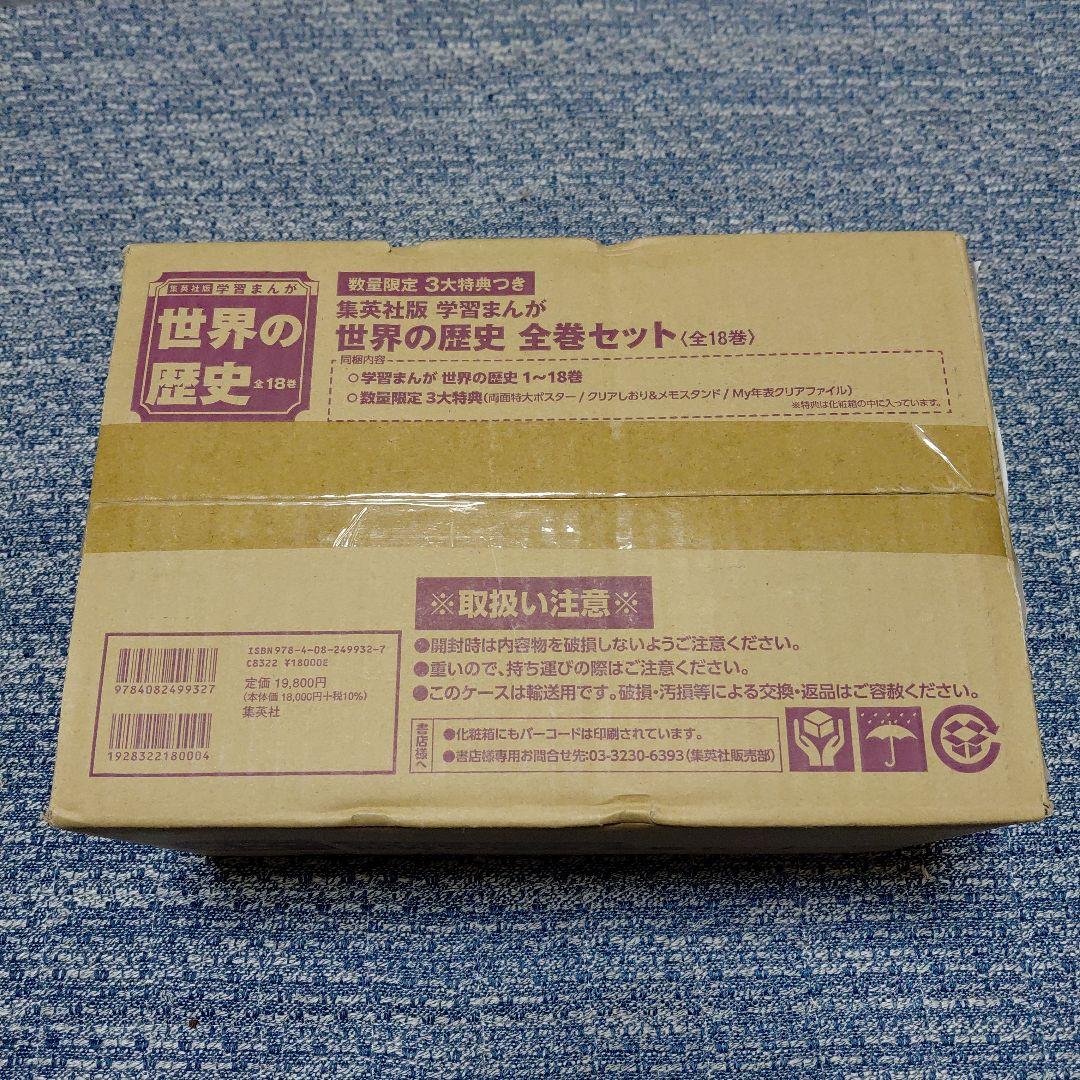 集英社版 学習まんが
世界の
歴史 全18巻
数量限定 3大特典つき
集英社版 学習まんが
世界の歴史 全巻セット〈全18巻〉
同梱内容
○学習まんが 世界の歴史 1～18巻
○数量限定 3大特典(両面特大ポスター / クリアしおり&メモスタンド / My年表クリアファイル)
※特典は化粧箱の中に入っています。
※取扱い注意※
●開封時は内容物を破損しないようご注意ください。
●重いので、持ち運びの際はご注意ください。
●このケースは輸送用です。破損・汚損等による交換・返品はご容赦ください。
書店様へ
●化粧箱にもバーコードは印刷されています。
●書店様専用お問合せ先:03-3230-6393(集英社販売部)
ISBN978-4-08-249932-7
C8322 ¥18000E
定価 19,800円
(本体価 18,000円+税10%)
集英社
9784082499327
1928322180004